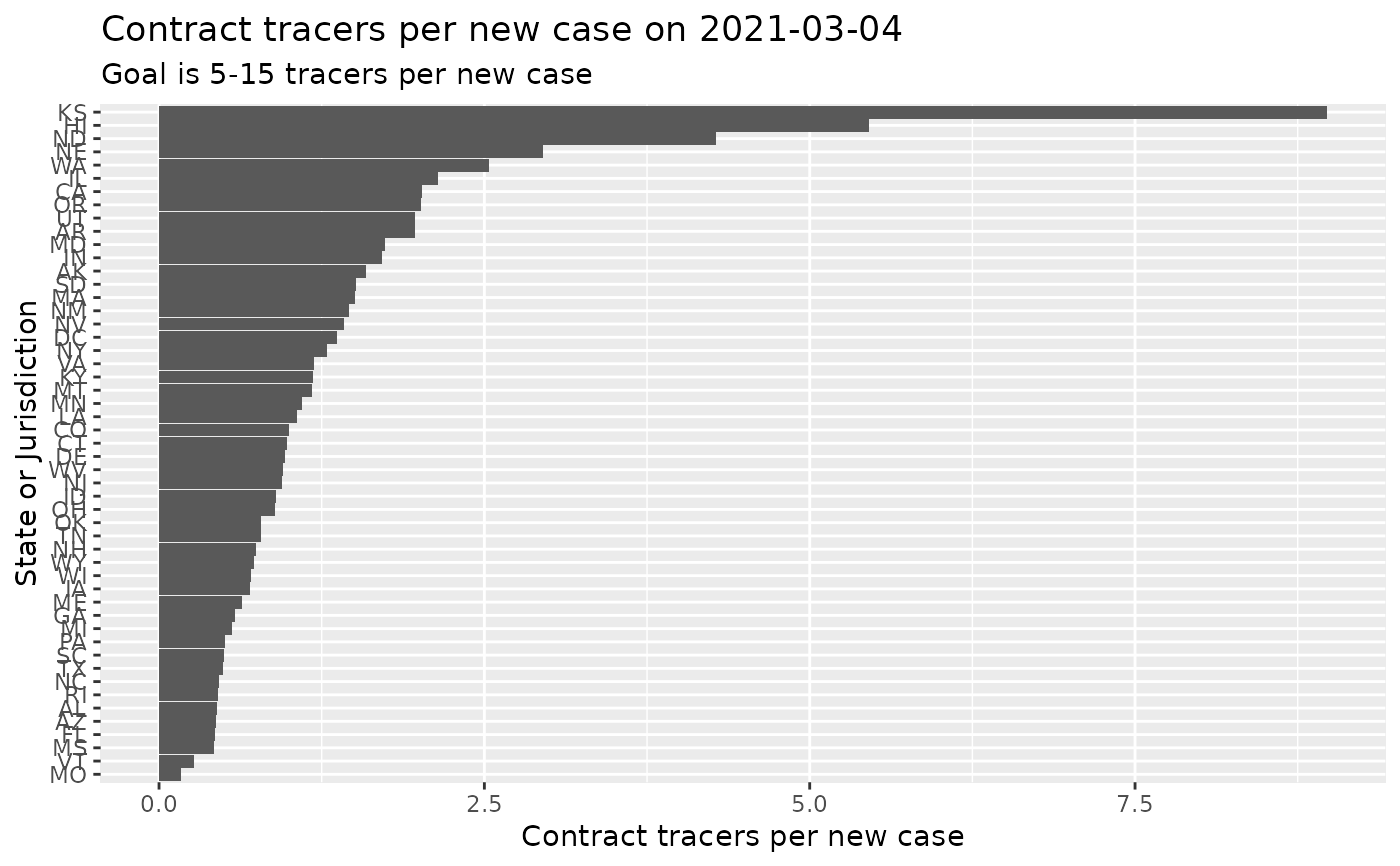 Contract tracers per new case on 2021-03-04
Goal is 5-15 tracers per new case
KS
HI
ND
NE
WA
IL
CA
OR
UT
AR
MD
IN
AK
SD
MA
NM
NV
DC
NY
VA
KY
MT
MN
LA
CO
CT
DE
WV
NJ
ID
OH
OK
TN
NH
WY
WI
IA
ME
GA
MI
PA
SC
TX
NC
RI
AL
AZ
FL
MS
VT
MO
State or Jurisdiction
0.0
2.5
5.0
7.5
Contract tracers per new case